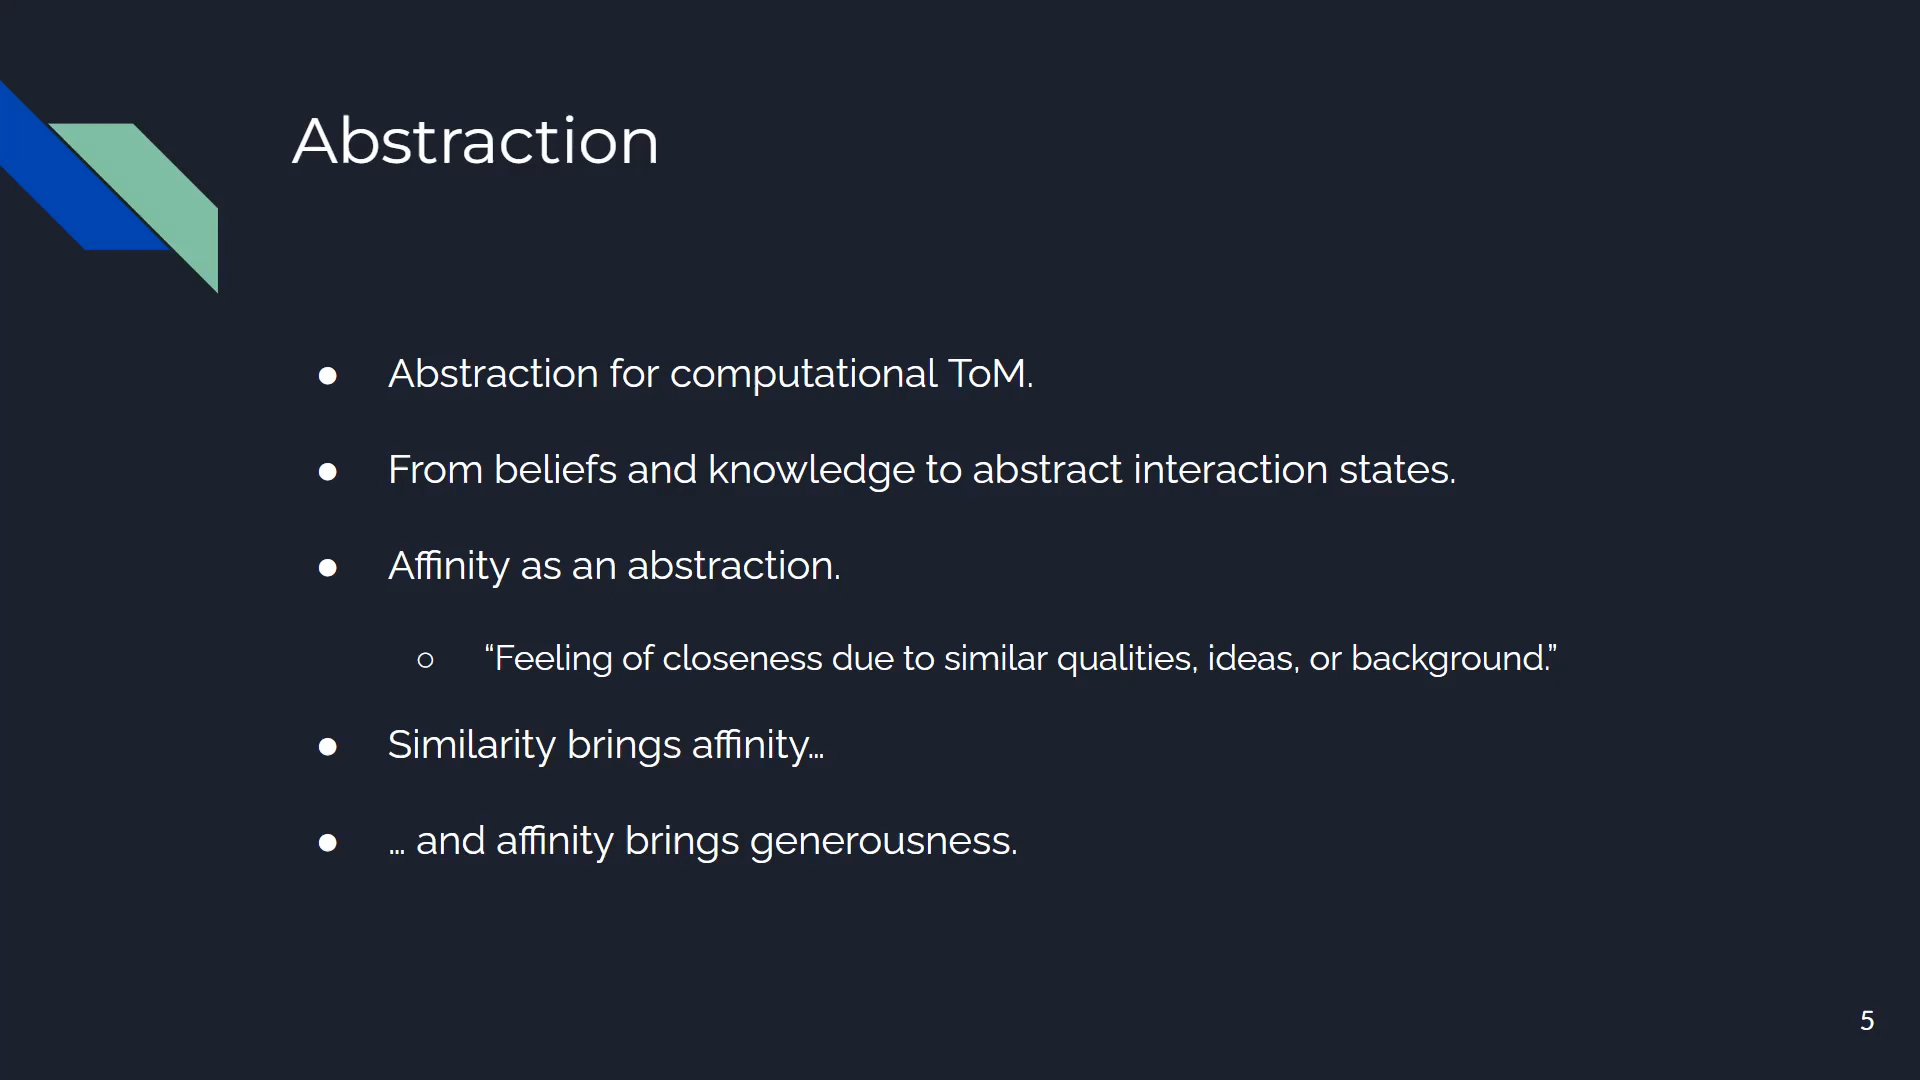 Abstraction
● Abstraction for computational ToM.
● From beliefs and knowledge to abstract interaction states.
● Affinity as an abstraction.
○ “Feeling of closeness due to similar qualities, ideas, or background.”
● Similarity brings affinity…
● … and affinity brings generousness.
5